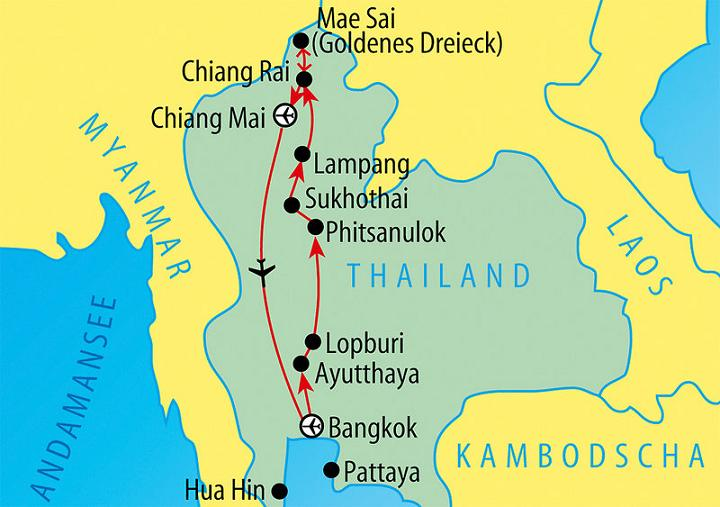 Mae Sai
(Goldenes Dreieck)
Chiang Rai
Chiang Mai
MYANMAR
Lampang
Sukhothai
Phitsanulok
LAOS
THAILAND
ANDAMANSEE
Lopburi
Ayutthaya
Bangkok
KAMBODSCHA
Pattaya
Hua Hin